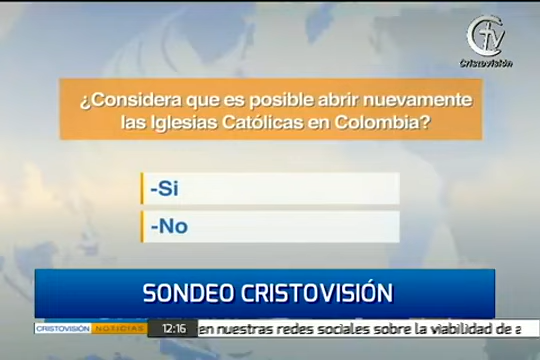 CTV
Cristovisión
¿Considera que es posible abrir nuevamente
las Iglesias Católicas en Colombia?
-Si
-No
SONDEO CRISTOVISIÓN
CRISTOVISIÓN NOTICIAS 12:16 en nuestras redes sociales sobre la viabilidad de a